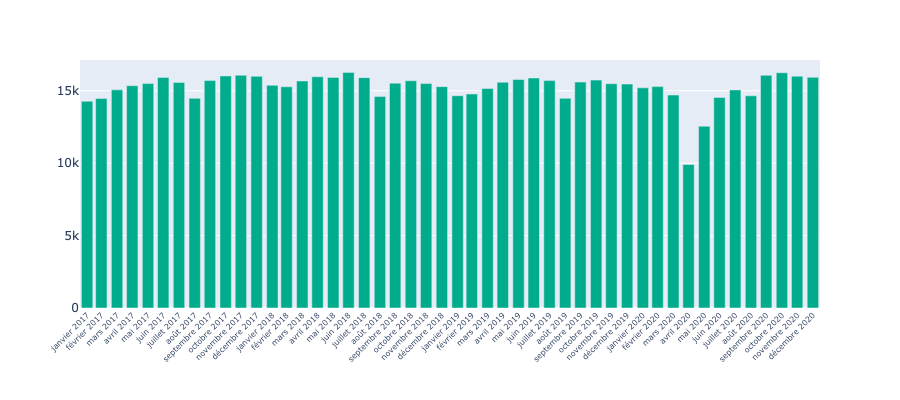 15k
10k
5k
0
janvier 2017
février 2017
mars 2017
avril 2017
mai 2017
juin 2017
juillet 2017
août 2017
septembre 2017
octobre 2017
novembre 2017
décembre 2017
janvier 2018
février 2018
mars 2018
avril 2018
mai 2018
juin 2018
juillet 2018
août 2018
septembre 2018
octobre 2018
novembre 2018
décembre 2018
janvier 2019
février 2019
mars 2019
avril 2019
mai 2019
juin 2019
juillet 2019
août 2019
septembre 2019
octobre 2019
novembre 2019
décembre 2019
janvier 2020
février 2020
mars 2020
avril 2020
mai 2020
juin 2020
juillet 2020
août 2020
septembre 2020
octobre 2020
novembre 2020
décembre 2020